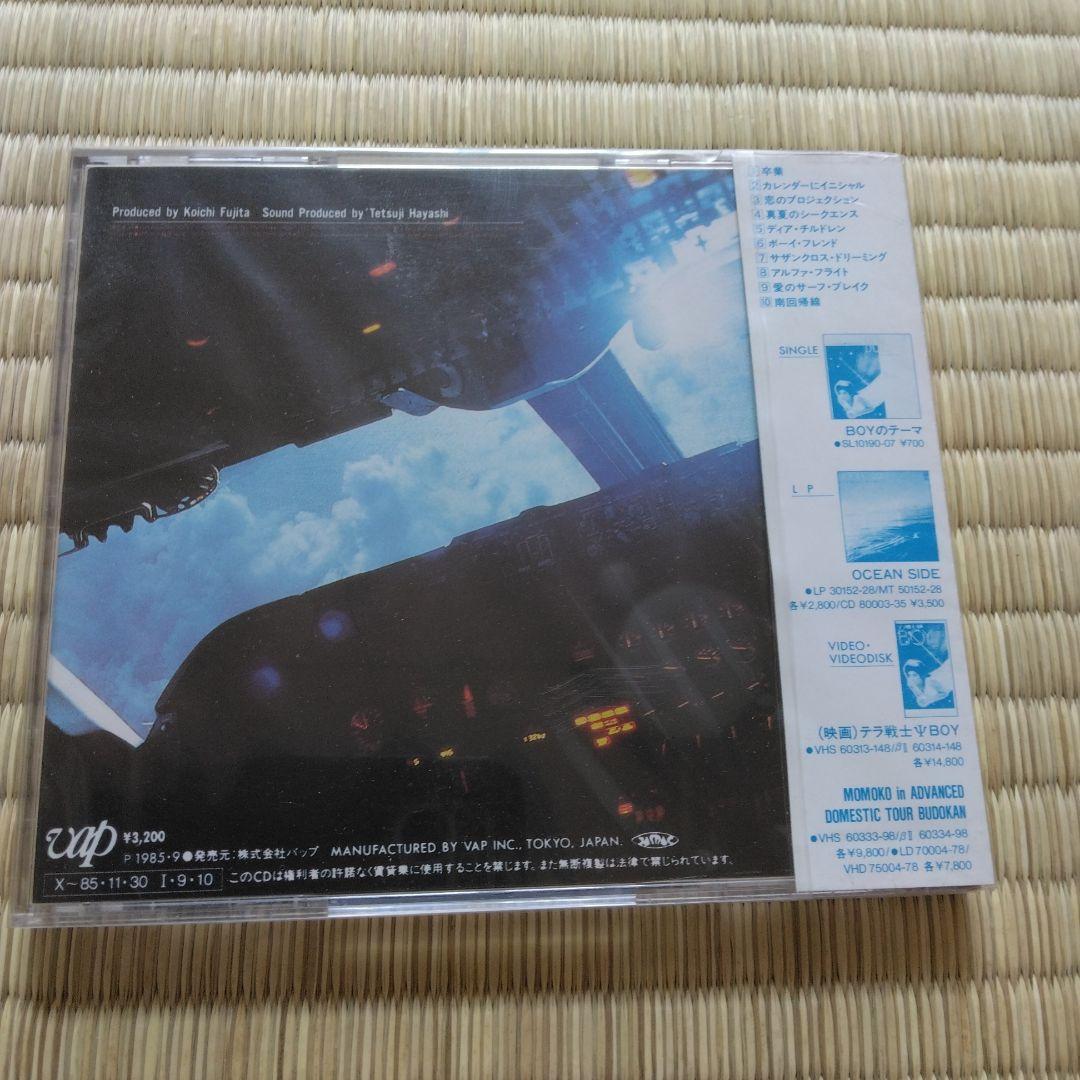 Produced by Koichi Fujita Sound Produced by Tetsuji Hayashi
1 卒業
2 カレンダーにイニシャル
3 恋のプロジェクション
4 真夏のシークエンス
5 ディア・チルドレン
6 ボーイ・フレンド
7 サザンクロス・ドリーミング
8 アルファ・フライト
9 愛のサーフ・ブレイク
10 南回帰線
SINGLE
BOYのテーマ
●SL10190-07 ¥700
LP
OCEAN SIDE
●LP 30152-28/MT 50152-28
各¥2,800/CD 80003-35 ¥3,500
VIDEO・
VIDEODISK
(映画)テラ戦士ΨBOY
●VHS 60313-148/βⅡ 60314-148
各¥14,800
MOMOKO in ADVANCED
DOMESTIC TOUR BUDOKAN
●VHS 60333-98/βⅡ 60334-98
各¥9,800/●LD 70004-78/
VHD 75004-78 各¥7,800
vap ¥3,200
P 1985・9●発売元:株式会社バップ MANUFACTURED BY VAP INC., TOKYO, JAPAN.
X〜85・11・30 I・9・10 このCDは権利者の許諾なく賃貸業に使用することを禁じます。また無断複製は法律で禁じられています。